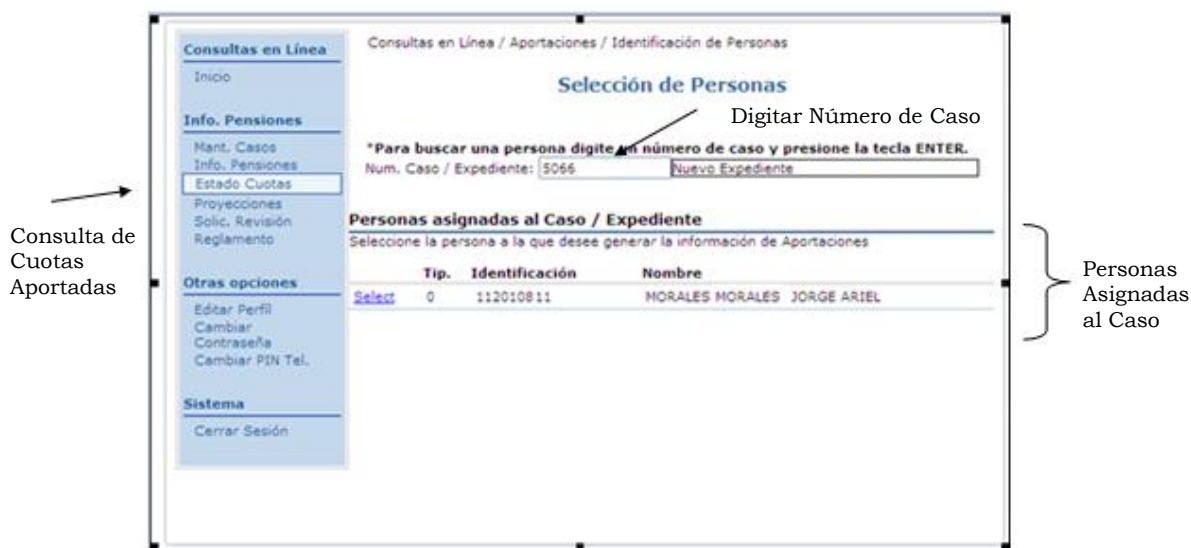 Consultas en Línea / Aportaciones / Identificación de Personas
Selección de Personas
Digitar Número de Caso
*Para buscar una persona digite un número de caso y presione la tecla ENTER.
Num. Caso / Expediente: 5066 Nuevo Expediente
Personas asignadas al Caso / Expediente
Seleccione la persona a la que desee generar la información de Aportaciones
Tip. Identificación Nombre
Select 0 112010811 MORALES MORALES JORGE ARIEL
Consultas en Línea
Inicio
Info. Pensiones
Mant. Casos
Info. Pensiones
Estado Cuotas
Proyecciones
Solic. Revisión
Reglamento
Otras opciones
Editar Perfil
Cambiar
Contraseña
Cambiar PIN Tel.
Sistema
Cerrar Sesión
Consulta de
Cuotas
Aportadas
Personas
Asignadas
al Caso